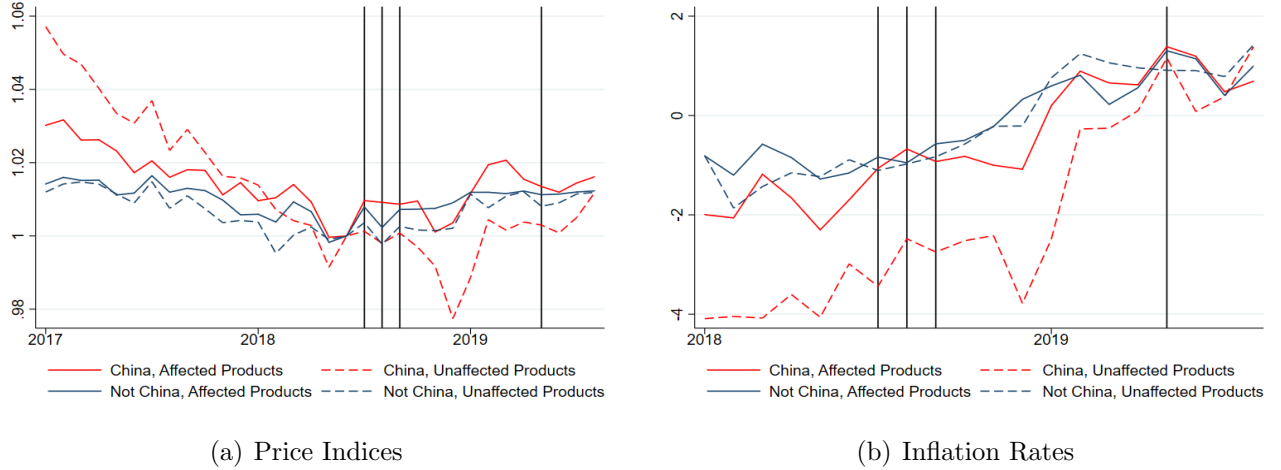 1.06
1.04
1.02
1
.98
2017
2018
2019
China, Affected Products
China, Unaffected Products
Not China, Affected Products
Not China, Unaffected Products
(a) Price Indices
2
0
-2
-4
2018
2019
China, Affected Products
China, Unaffected Products
Not China, Affected Products
Not China, Unaffected Products
(b) Inflation Rates